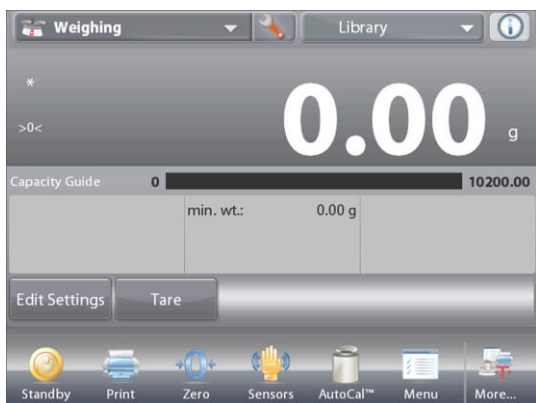 Weighing Library
*
>0<
0.00 g
Capacity Guide 0 10200.00
min. wt.: 0.00 g
Edit Settings Tare
Standby Print Zero Sensors AutoCal™ Menu More...